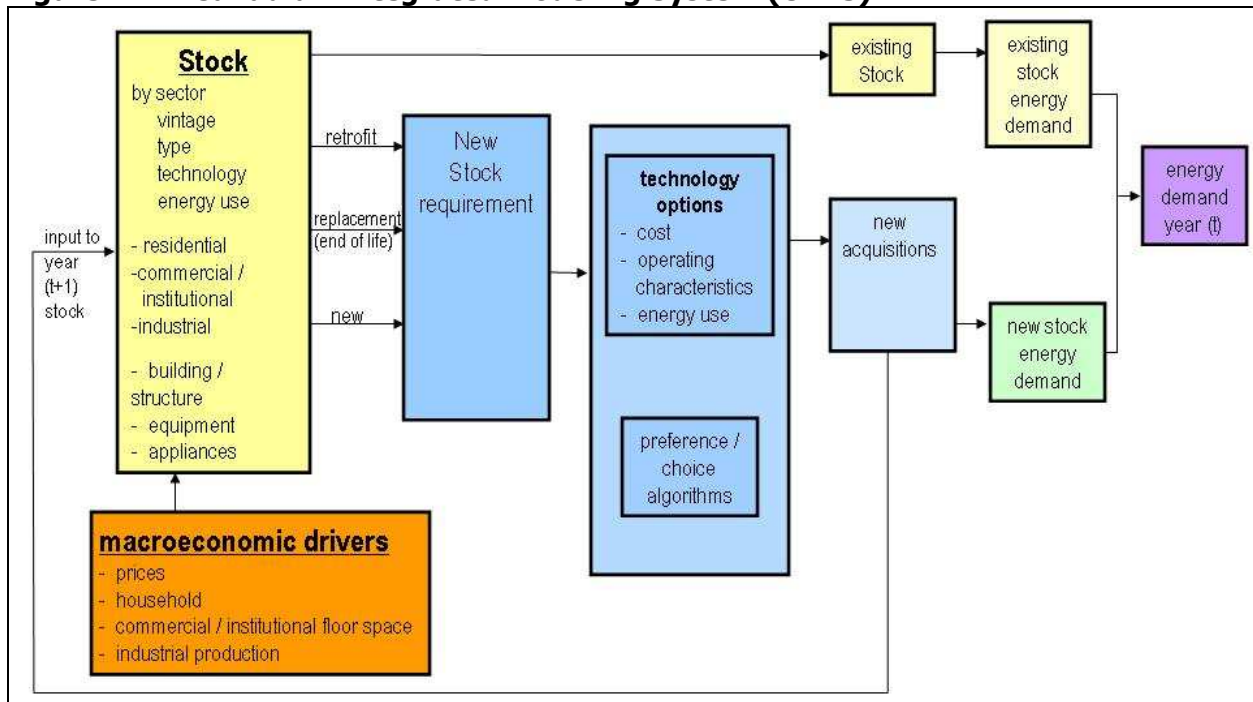 Stock
by sector
vintage
type
technology
energy use
- residential
-commercial /
institutional
-industrial
- building /
structure
- equipment
- appliances
input to
year
(t+1)
stock
macroeconomic drivers
- prices
- household
- commercial / institutional floor space
- industrial production
retrofit
replacement
(end of life)
new
New
Stock
requirement
technology
options
- cost
- operating
characteristics
- energy use
preference /
choice
algorithms
new
acquisitions
existing
Stock
existing
stock
energy
demand
new stock
energy
demand
energy
demand
year (t)